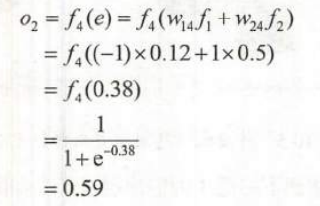 o₂ = f₄(e) = f₄(w₁₄f₁ + w₂₄f₂)
= f₄((-1)×0.12+1×0.5)
= f₄(0.38)
= 1/(1+e^-0.38)
= 0.59